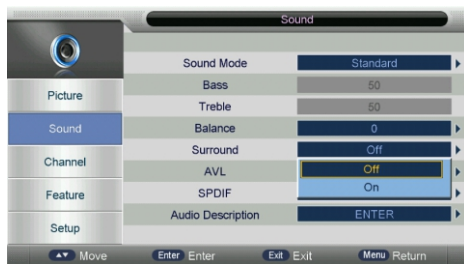 Sound
Sound Mode Standard
Bass 50
Treble 50
Balance 0
Surround Off
AVL Off
On
SPDIF
Audio Description ENTER
Picture
Sound
Channel
Feature
Setup
Move Enter Enter Exit Exit Menu Return